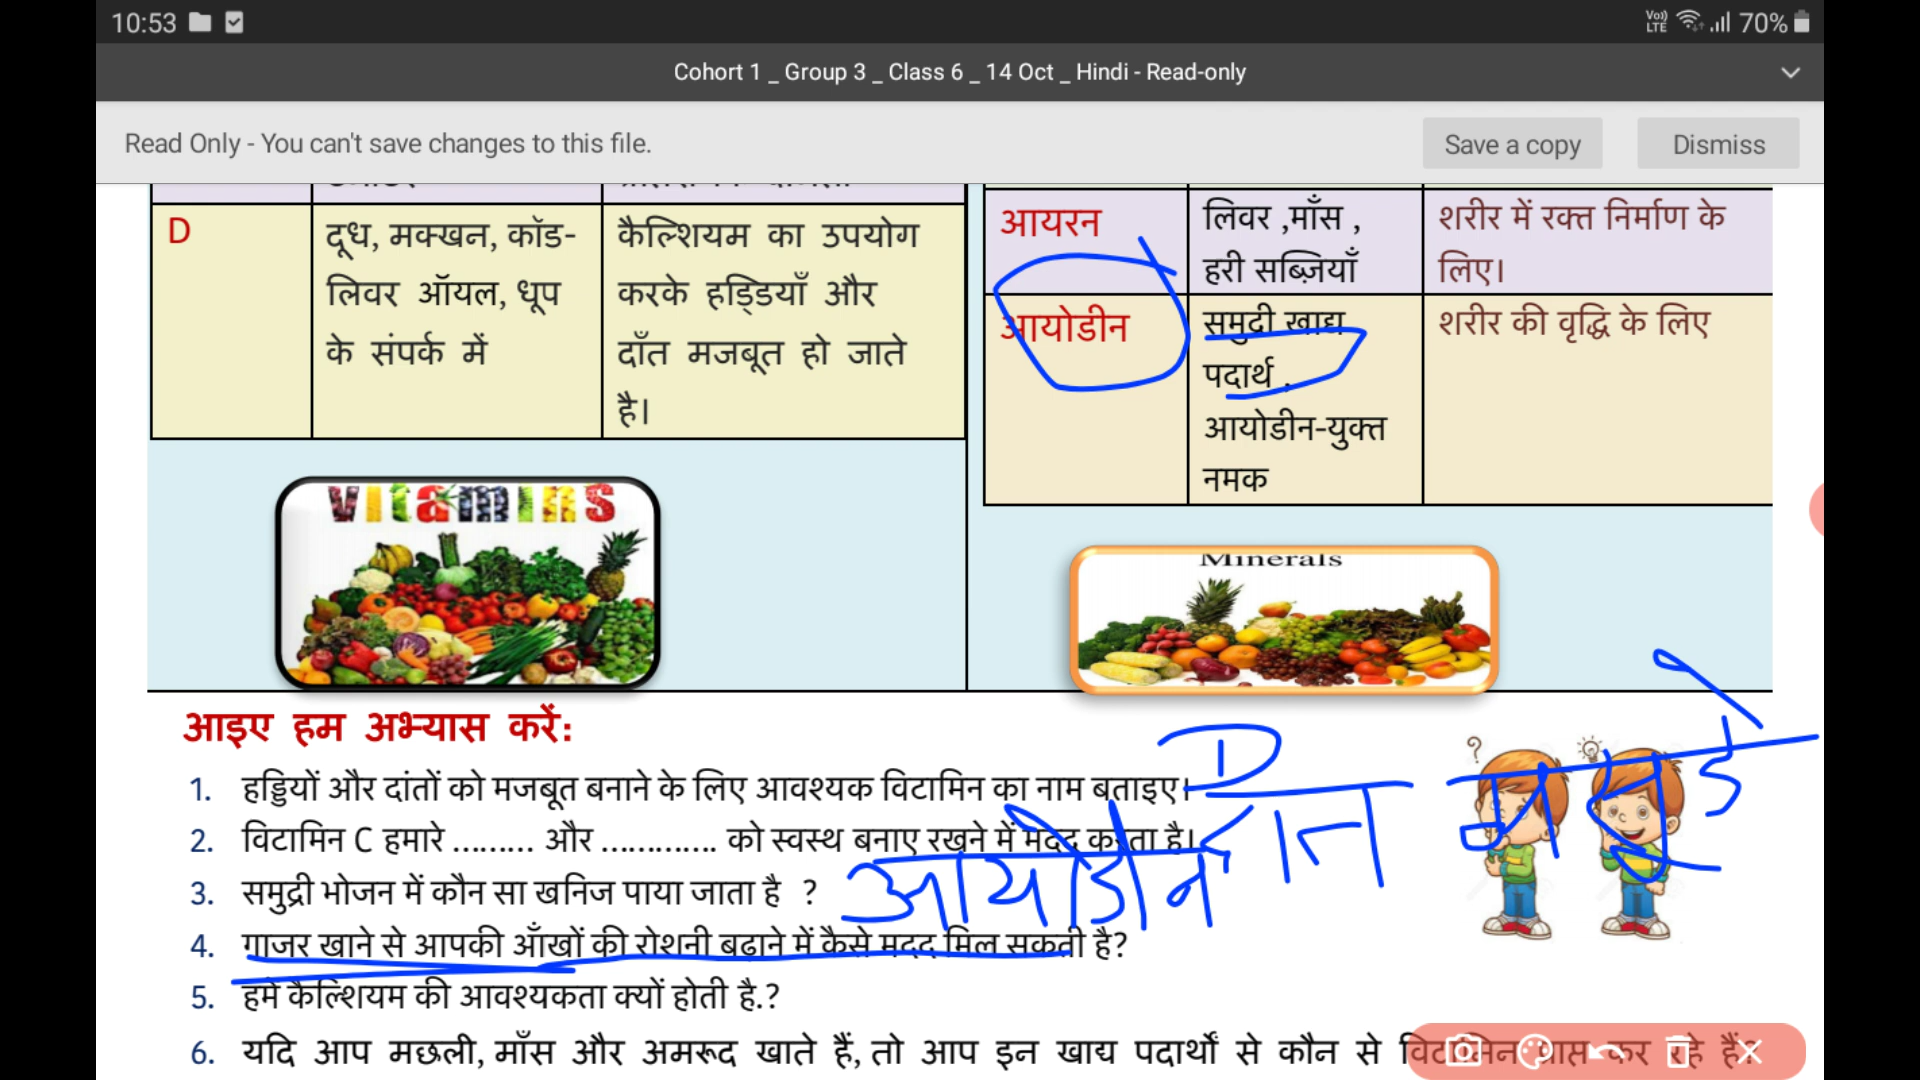 10:53
Vo)) LTE 70%
Cohort 1 _ Group 3 _ Class 6 _ 14 Oct _ Hindi - Read-only
Read Only - You can't save changes to this file.
Save a copy
Dismiss
D
दूध, मक्खन, कॉड-
लिवर ऑयल, धूप
के संपर्क में
कैल्शियम का उपयोग
करके हड्डियाँ और
दाँत मजबूत हो जाते
है।
आयरन
लिवर ,माँस ,
हरी सब्ज़ियाँ
शरीर में रक्त निर्माण के
लिए।
आयोडीन
समुद्री खाद्य
पदार्थ ,
आयोडीन-युक्त
नमक
शरीर की वृद्धि के लिए
vitamins
Minerals
आइए हम अभ्यास करें:
1. हड्डियों और दांतों को मजबूत बनाने के लिए आवश्यक विटामिन का नाम बताइए। D
2. विटामिन C हमारे ......... और ............. को स्वस्थ बनाए रखने में मदद करता है। दात
3. समुद्री भोजन में कौन सा खनिज पाया जाता है ? आयोडीन
4. गाजर खाने से आपकी आँखों की रोशनी बढ़ाने में कैसे मदद मिल सकती है?
5. हमें कैल्शियम की आवश्यकता क्यों होती है.?
6. यदि आप मछली, माँस और अमरूद खाते हैं, तो आप इन खाद्य पदार्थों से कौन से विटामिन प्राप्त कर रहे हैं?